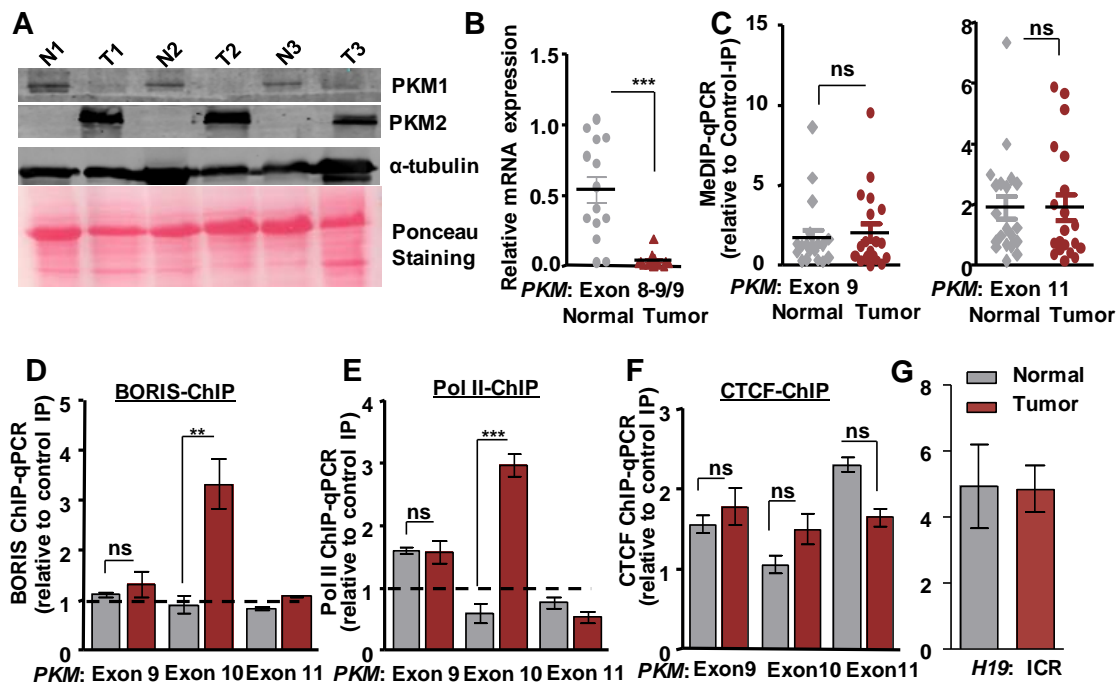 A
N1 T1 N2 T2 N3 T3
PKM1
PKM2
α-tubulin
Ponceau
Staining
B
Relative mRNA expression
1.5
1.0
0.5
0.0
***
PKM: Exon 8-9/9
Normal Tumor
C
MeDIP-qPCR
(relative to Control-IP)
15
10
5
0
ns
PKM: Exon 9
Normal Tumor
8
6
4
2
0
ns
PKM: Exon 11
Normal Tumor
D
BORIS-ChIP
BORIS ChIP-qPCR
(relative to control IP)
5
4
3
2
1
0
ns
**
PKM: Exon 9 Exon 10 Exon 11
E
Pol II-ChIP
Pol II ChIP-qPCR
(relative to control IP)
4
3
2
1
0
ns
***
PKM: Exon 9 Exon 10 Exon 11
F
CTCF-ChIP
CTCF ChIP-qPCR
(relative to control IP)
3
2
1
0
ns
ns
ns
PKM: Exon9 Exon10 Exon11
G
Normal
Tumor
8
6
4
2
0
H19: ICR